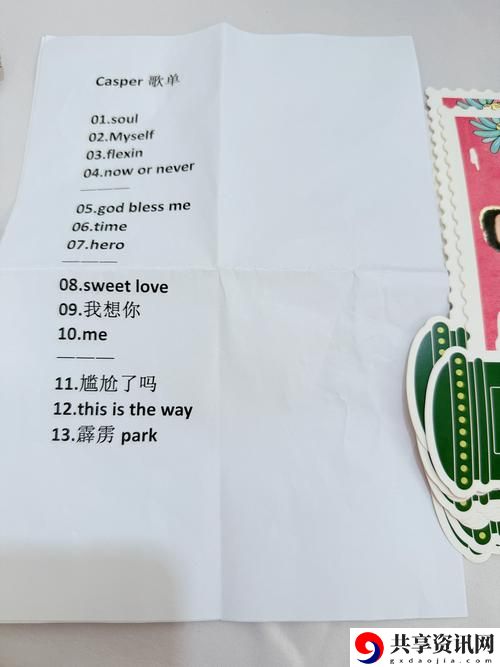 Casper 歌单
01.soul
02.Myself
03.flexin
04.now or never
———
05.god bless me
06.time
07.hero
———
08.sweet love
09.我想你
10.me
———
11.尴尬了吗
12.this is the way
13.霹雳 park
共享资讯网
gxdaojia.com